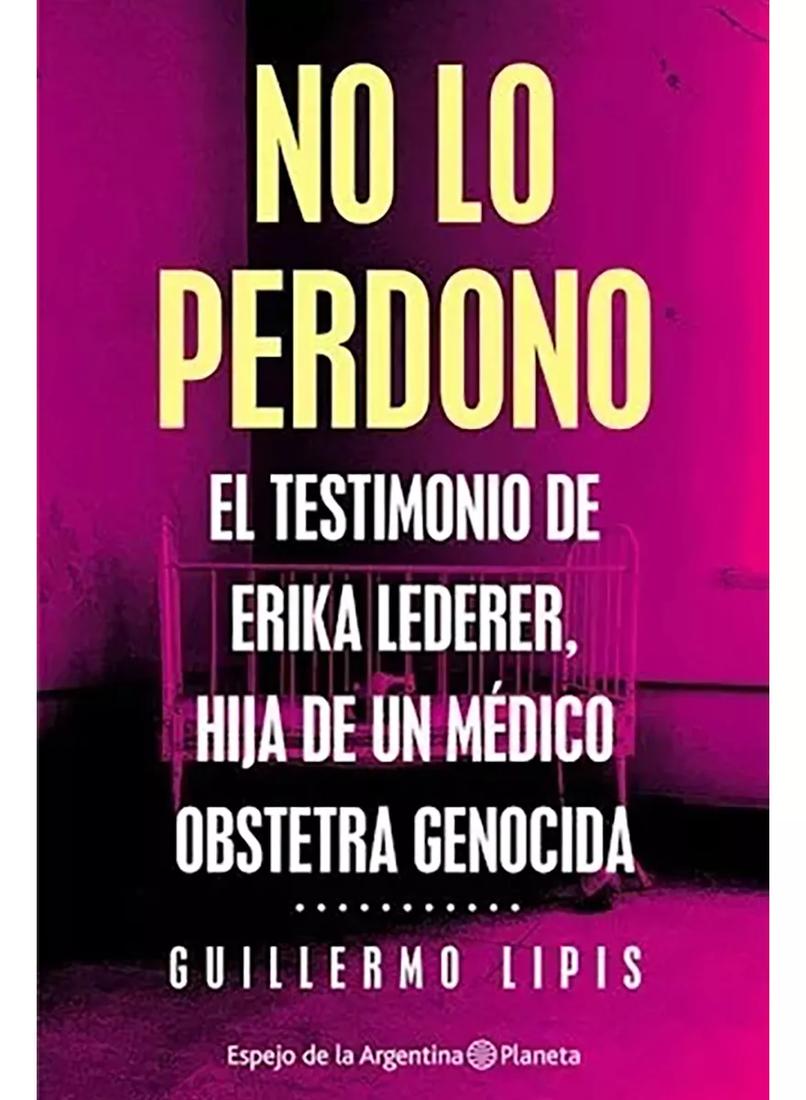 NO LO
PERDONO
EL TESTIMONIO DE
ERIKA LEDERER,
HIJA DE UN MÉDICO
OBSTETRA GENOCIDA
GUILLERMO LIPIS
Espejo de la Argentina Planeta